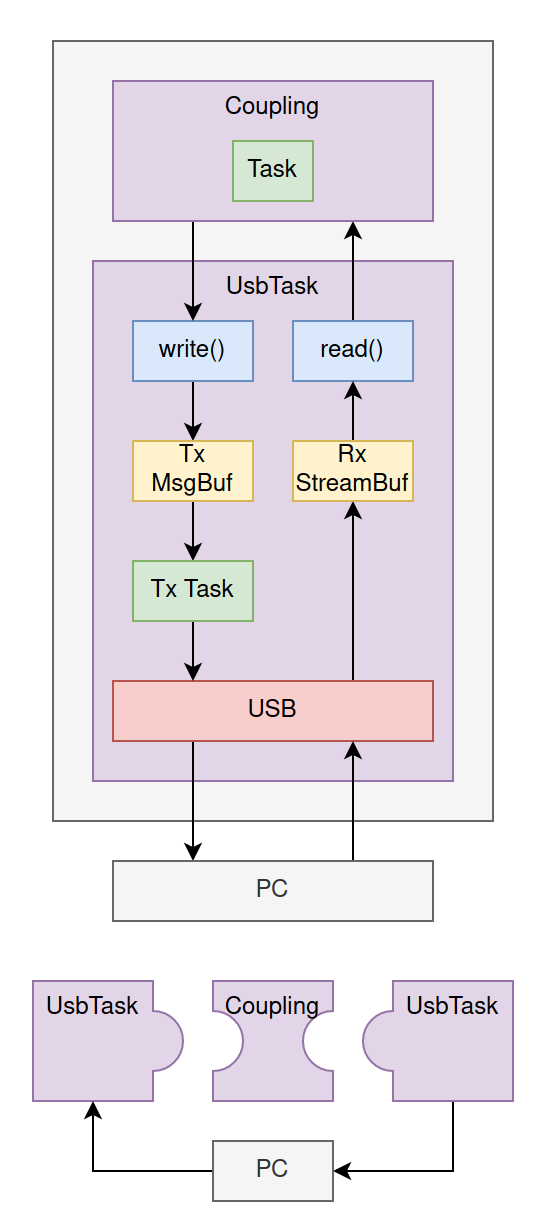 Coupling
Task
UsbTask
write()
read()
Tx
MsgBuf
Rx
StreamBuf
Tx Task
USB
PC
UsbTask
Coupling
UsbTask
PC